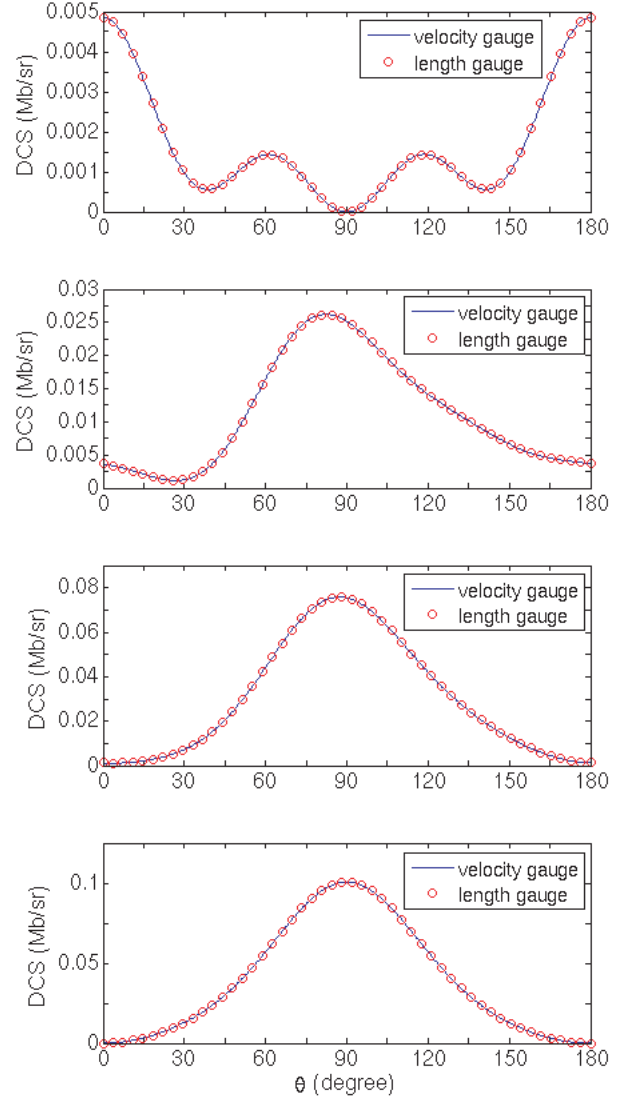 DCS (Mb/sr)
0.005
0.004
0.003
0.002
0.001
0
velocity gauge
length gauge
0 30 60 90 120 150 180
DCS (Mb/sr)
0.03
0.025
0.02
0.015
0.01
0.005
0
velocity gauge
length gauge
0 30 60 90 120 150 180
DCS (Mb/sr)
0.08
0.06
0.04
0.02
0
velocity gauge
length gauge
0 30 60 90 120 150 180
DCS (Mb/sr)
0.1
0.05
0
velocity gauge
length gauge
0 30 60 90 120 150 180
θ (degree)